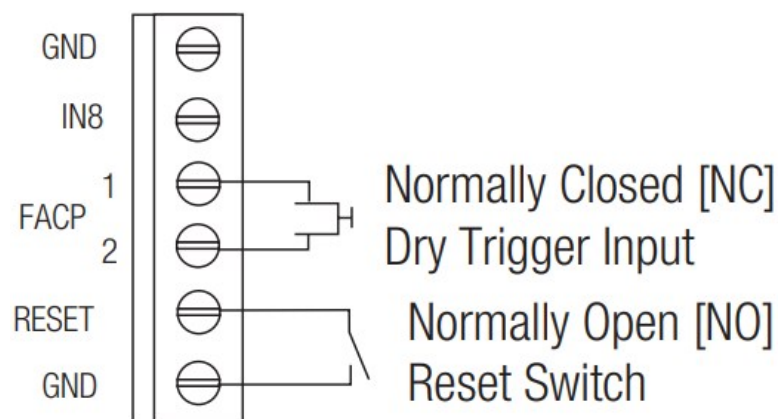 GND
IN8
1
FACP
2
Normally Closed [NC]
Dry Trigger Input
RESET
Normally Open [NO]
GND
Reset Switch